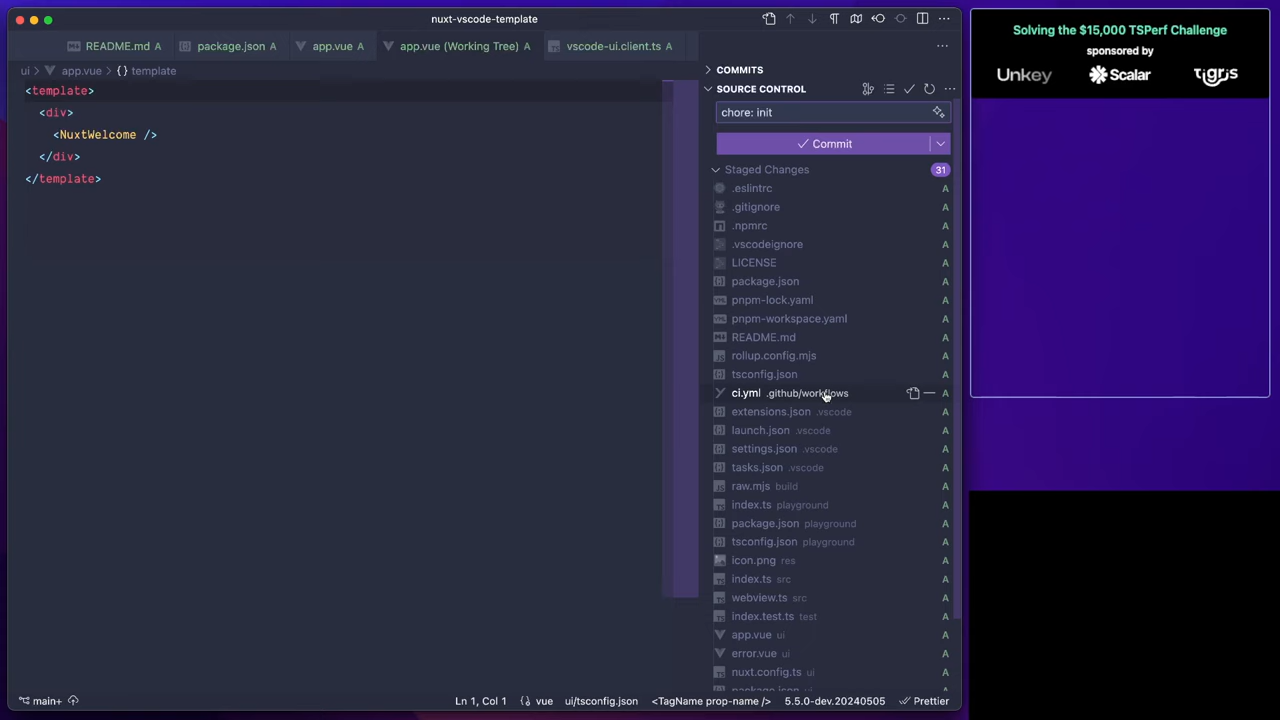 nuxt-vscode-template
README.md A
package.json A
app.vue A
app.vue (Working Tree) A
vscode-ui.client.ts A
ui > app.vue > {} template
<template>
<div>
<NuxtWelcome />
</div>
</template>
COMMITS
SOURCE CONTROL
chore: init
Commit
Staged Changes 31
.eslintrc A
.gitignore A
.npmrc A
.vscodeignore A
LICENSE A
package.json A
pnpm-lock.yaml A
pnpm-workspace.yaml A
README.md A
rollup.config.mjs A
tsconfig.json A
ci.yml .github/workflows A
extensions.json .vscode A
launch.json .vscode A
settings.json .vscode A
tasks.json .vscode A
raw.mjs build A
index.ts playground A
package.json playground A
tsconfig.json playground A
icon.png res A
index.ts src A
webview.ts src A
index.test.ts test A
app.vue ui A
error.vue ui A
nuxt.config.ts ui A
package.json ui A
main+
Ln 1, Col 1
{} vue
ui/tsconfig.json
<TagName prop-name />
5.5.0-dev.20240505
Prettier
Solving the $15,000 TSPerf Challenge
sponsored by
Unkey
Scalar
tigris